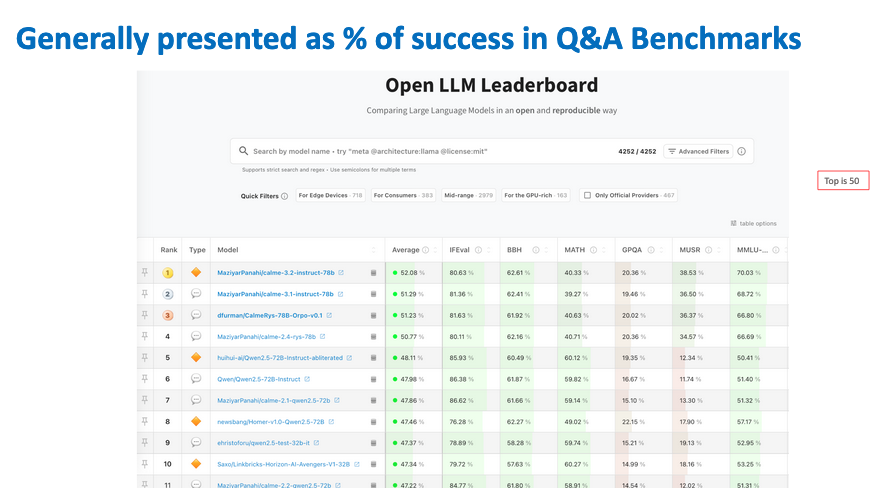 Generally presented as % of success in Q&A Benchmarks
Open LLM Leaderboard
Comparing Large Language Models in an open and reproducible way
Search by model name • try "meta @architecture:llama @license:mit" 4252 / 4252 Advanced Filters
Supports strict search and regex • Use semicolons for multiple terms
Top is 50
Quick Filters For Edge Devices · 718 For Consumers · 383 Mid-range · 2979 For the GPU-rich · 163 Only Official Providers · 467
table options
Rank Type Model Average IFEval BBH MATH GPQA MUSR MMLU-...
1 MaziyarPanahi/calme-3.2-instruct-78b 52.08 % 80.63 % 62.61 % 40.33 % 20.36 % 38.53 % 70.03 %
2 MaziyarPanahi/calme-3.1-instruct-78b 51.29 % 81.36 % 62.41 % 39.27 % 19.46 % 36.50 % 68.72 %
3 dfurman/CalmeRys-78B-Orpo-v0.1 51.23 % 81.63 % 61.92 % 40.63 % 20.02 % 36.37 % 66.80 %
4 MaziyarPanahi/calme-2.4-rys-78b 50.77 % 80.11 % 62.16 % 40.71 % 20.36 % 34.57 % 66.69 %
5 huihui-ai/Qwen2.5-72B-Instruct-abliterated 48.11 % 85.93 % 60.49 % 60.12 % 19.35 % 12.34 % 50.41 %
6 Qwen/Qwen2.5-72B-Instruct 47.98 % 86.38 % 61.87 % 59.82 % 16.67 % 11.74 % 51.40 %
7 MaziyarPanahi/calme-2.1-qwen2.5-72b 47.86 % 86.62 % 61.66 % 59.14 % 15.10 % 13.30 % 51.32 %
8 newsbang/Homer-v1.0-Qwen2.5-72B 47.46 % 76.28 % 62.27 % 49.02 % 22.15 % 17.90 % 57.17 %
9 ehristoforu/qwen2.5-test-32b-it 47.37 % 78.89 % 58.28 % 59.74 % 15.21 % 19.13 % 52.95 %
10 Saxo/Linkbricks-Horizon-AI-Avengers-V1-32B 47.34 % 79.72 % 57.63 % 60.27 % 14.99 % 18.16 % 53.25 %
11 MaziyarPanahi/calme-2.2-qwen2.5-72b 47.22 % 84.77 % 61.80 % 58.91 % 14.54 % 12.02 % 51.31 %